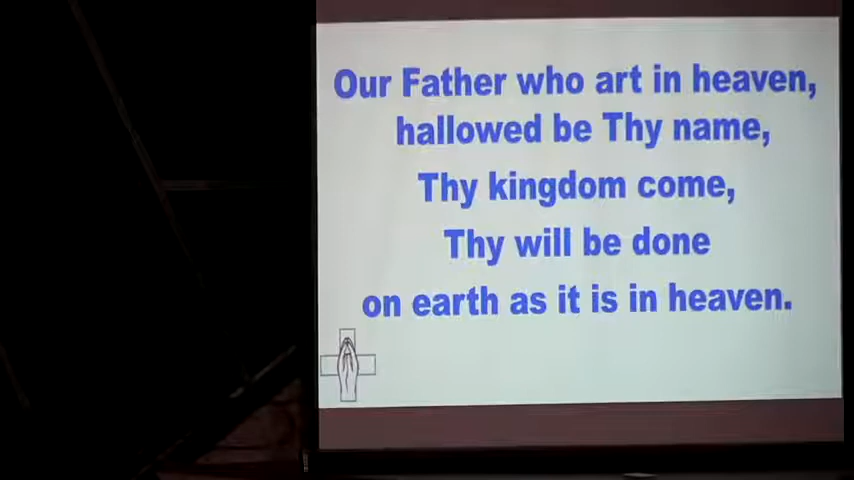 Our Father who art in heaven,
hallowed be Thy name,
Thy kingdom come,
Thy will be done
on earth as it is in heaven.